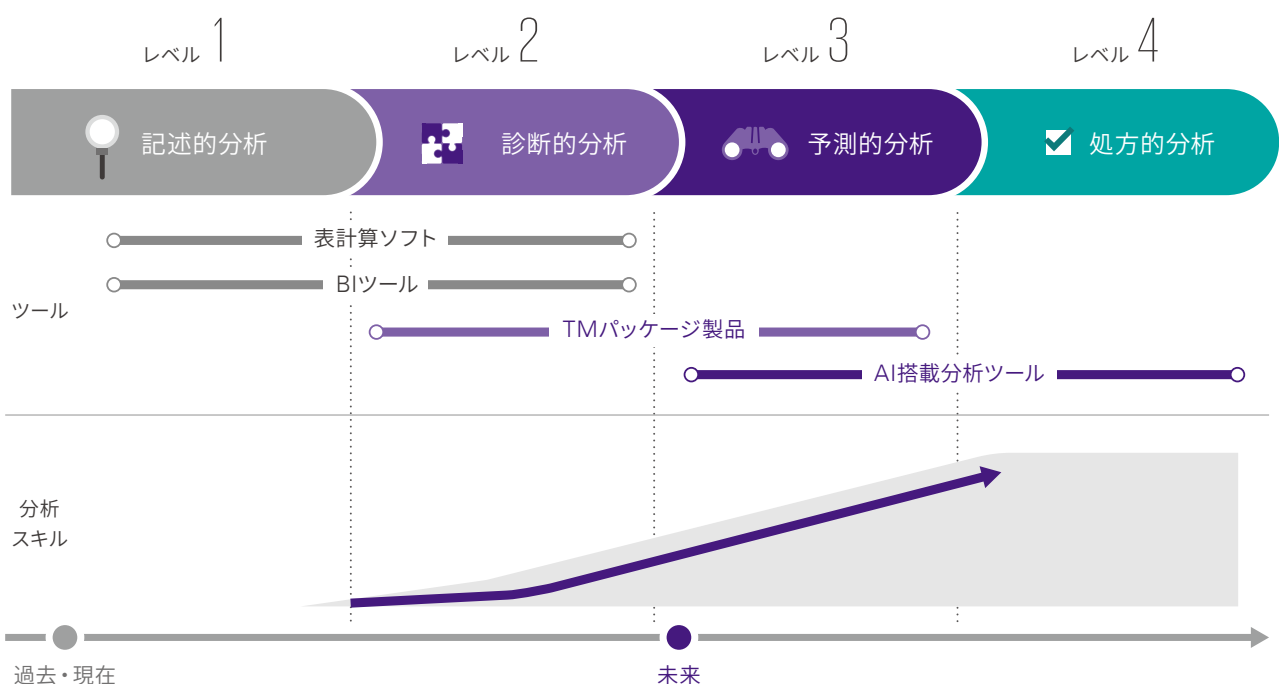 レベル 1
レベル 2
レベル 3
レベル 4
記述的分析
診断的分析
予測的分析
処方的分析
ツール
表計算ソフト
BIツール
TMパッケージ製品
AI搭載分析ツール
分析
スキル
過去・現在
未来